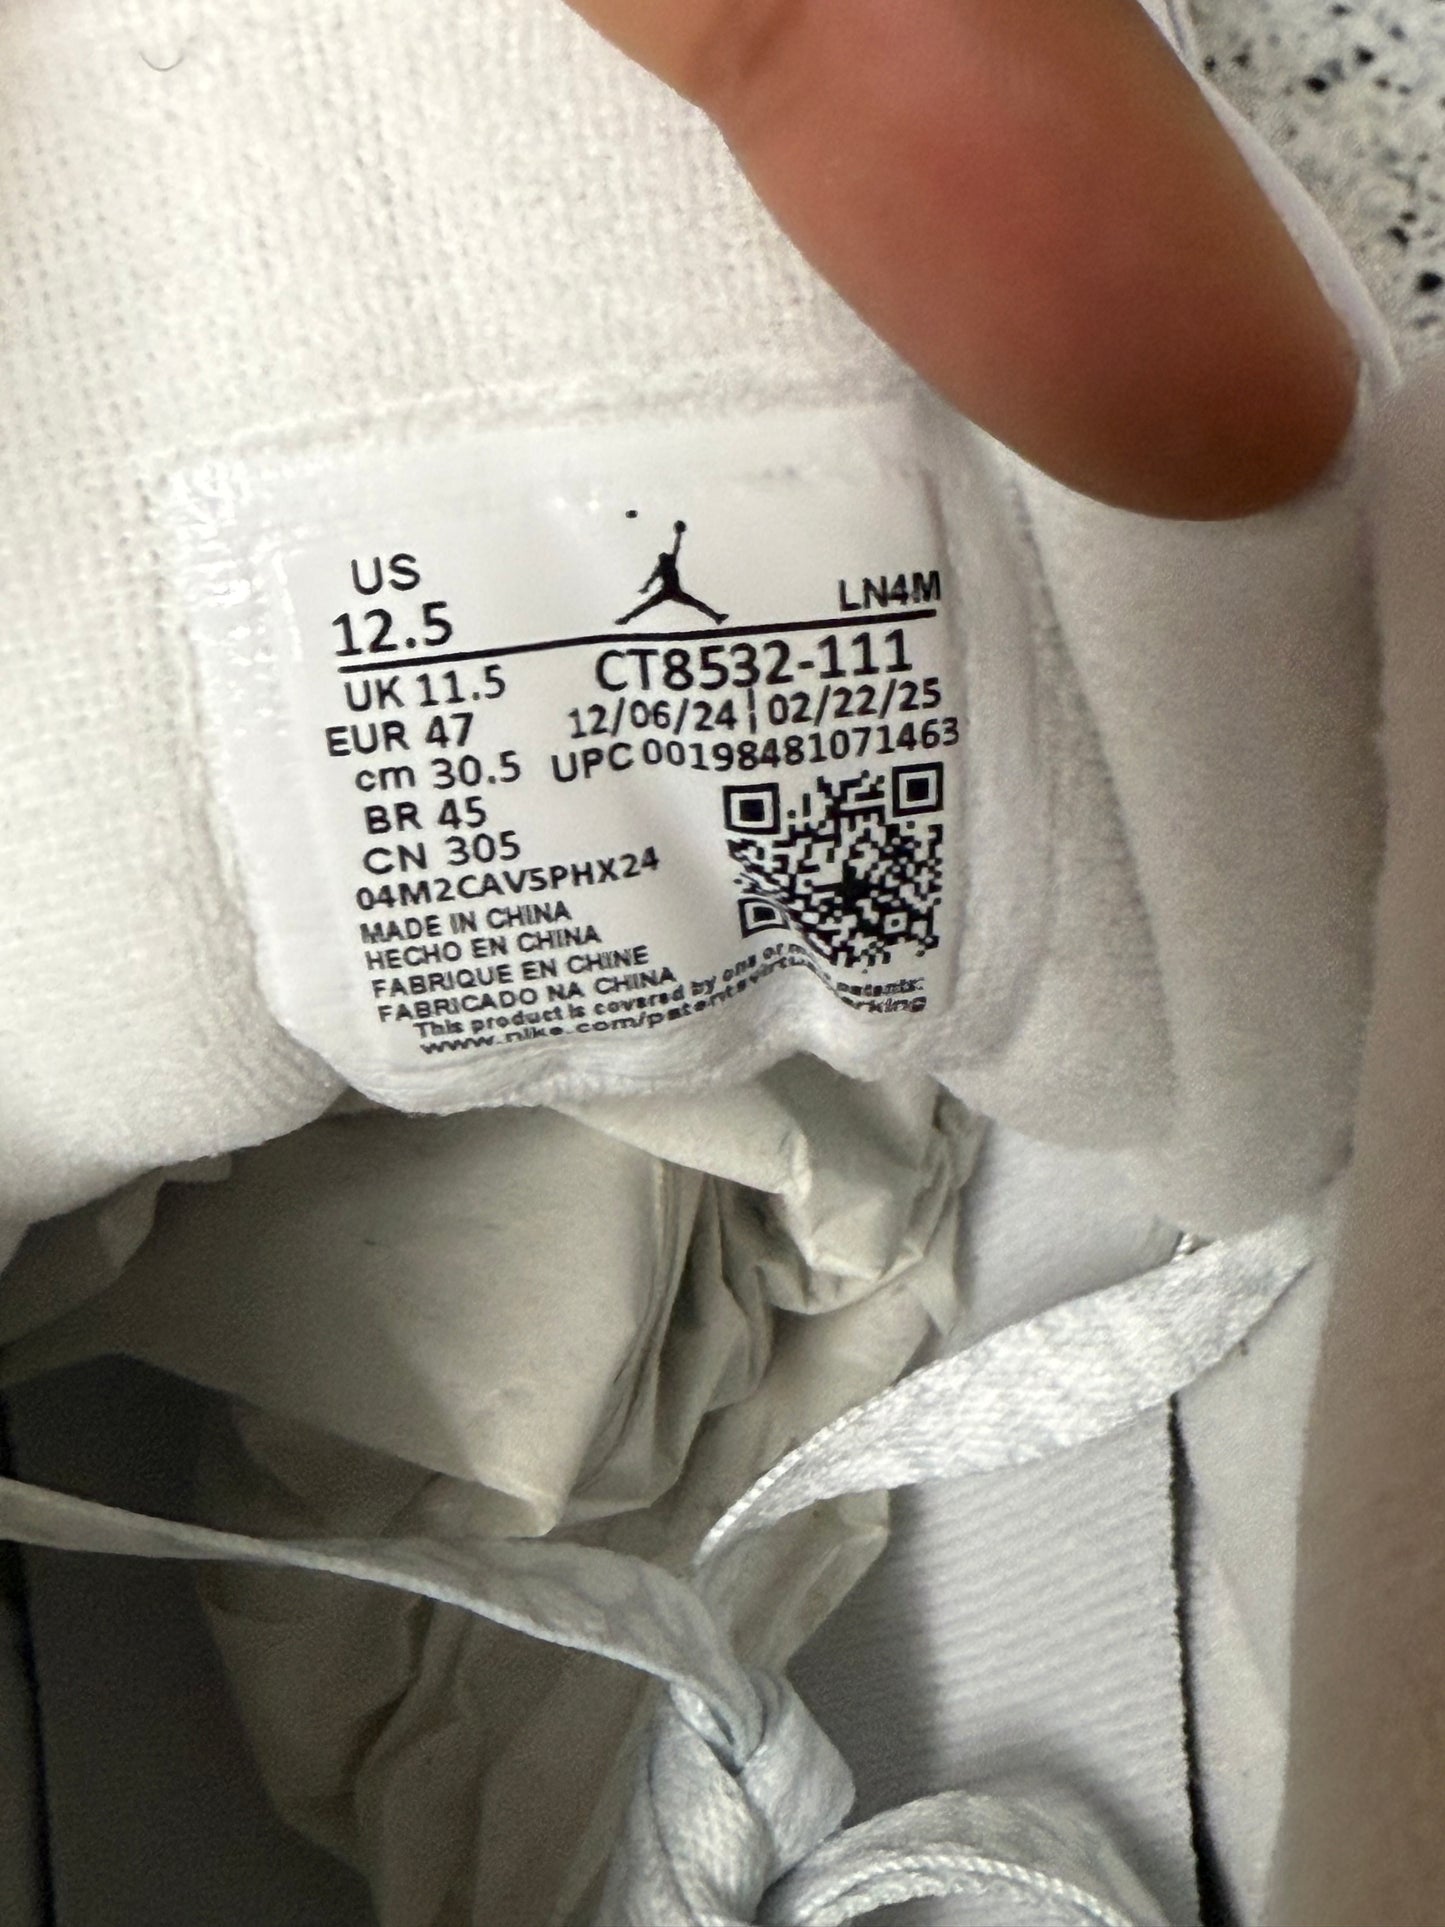 US
12.5
LN4M
UK 11.5
CT8532-111
EUR 47
12/06/24 | 02/22/25
cm 30.5
UPC 00198481071463
BR 45
CN 305
04M2CAV5PHX24
MADE IN CHINA
HECHO EN CHINA
FABRIQUE EN CHINE
FABRICADO NA CHINA
This product is covered by one or patents.
www.nike.com/patents